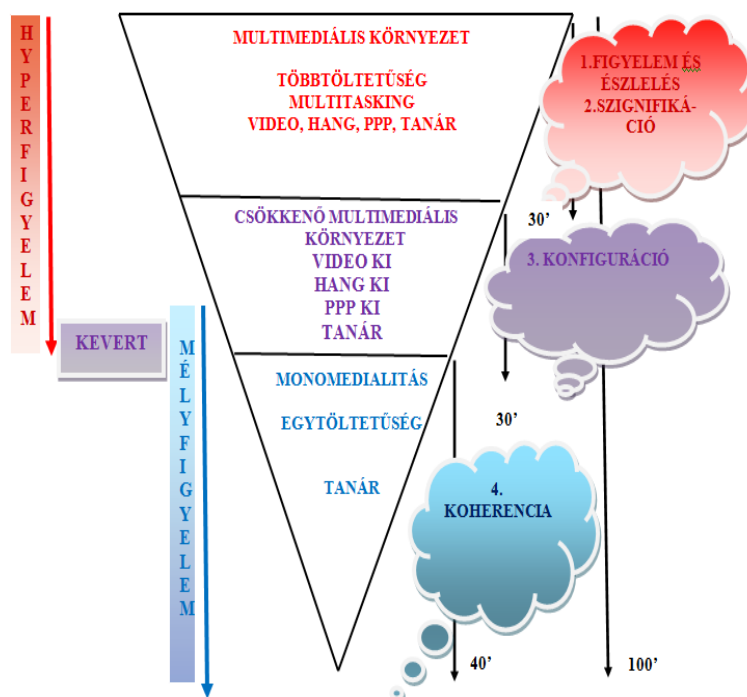 HYPERFIGYELEM
MULTIMEDIÁLIS KÖRNYEZET
TÖBBTÖLTETŰSÉG
MULTITASKING
VIDEO, HANG, PPP, TANÁR
1.FIGYELEM ÉS
ÉSZLELÉS
2.SZIGNIFIKÁ-
CIÓ
CSÖKKENŐ MULTIMEDIÁLIS
KÖRNYEZET
VIDEO KI
HANG KI
PPP KI
TANÁR
30’
3. KONFIGURÁCIÓ
KEVERT
MÉLYFIGYELEM
MONOMEDIALITÁS
EGYTÖLTETŰSÉG
TANÁR
30’
4.
KOHERENCIA
40’
100’